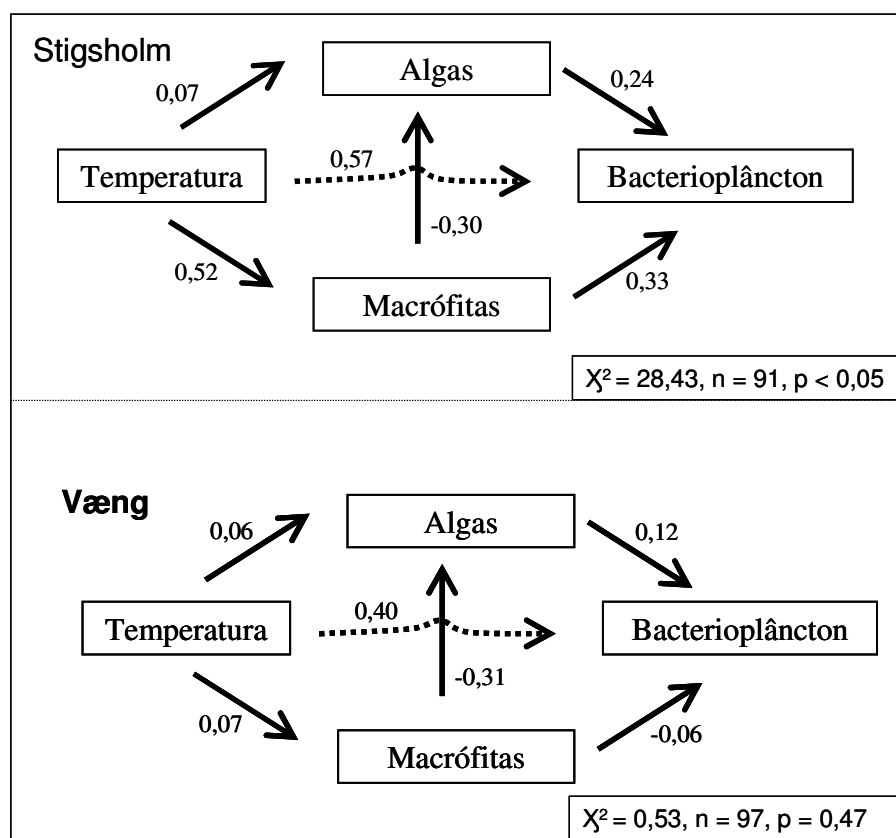 Stigsholm
Algas
0,07
0,24
0,57
Temperatura
Bacterioplâncton
-0,30
0,52
0,33
Macrófitas
Ҳ² = 28,43, n = 91, p < 0,05
Væng
Algas
0,06
0,12
0,40
Temperatura
Bacterioplâncton
-0,31
0,07
-0,06
Macrófitas
Ҳ² = 0,53, n = 97, p = 0,47